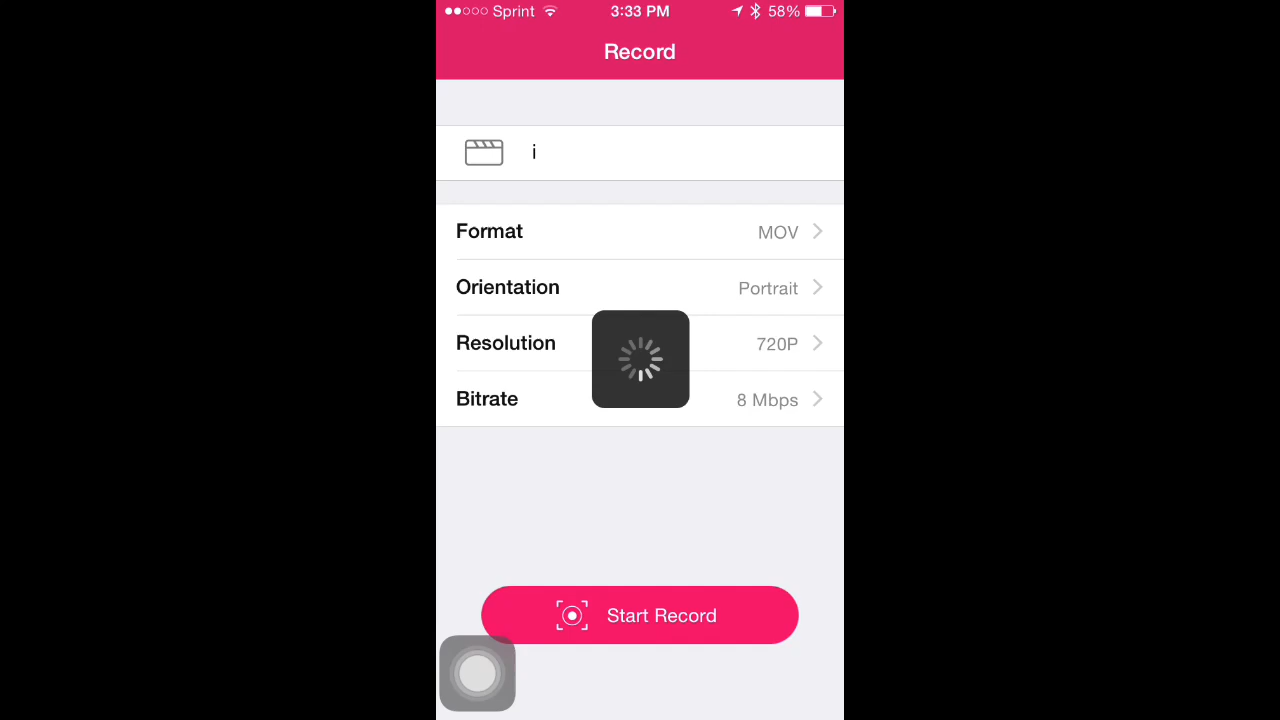 Sprint 3:33 PM 58%
Record
i
Format MOV
Orientation Portrait
Resolution 720P
Bitrate 8 Mbps
Start Record